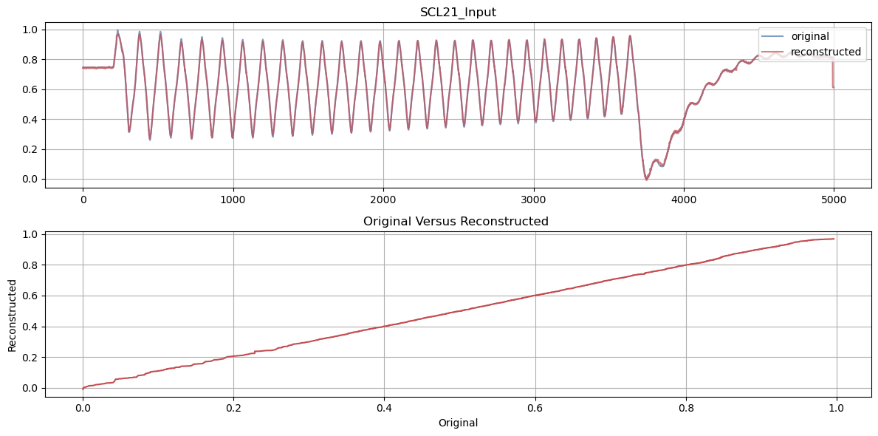 SCL21_Input
1.0
0.8
0.6
0.4
0.2
0.0
original
reconstructed
0 1000 2000 3000 4000 5000
Original Versus Reconstructed
1.0
0.8
0.6
0.4
0.2
0.0
Reconstructed
0.0 0.2 0.4 0.6 0.8 1.0
Original